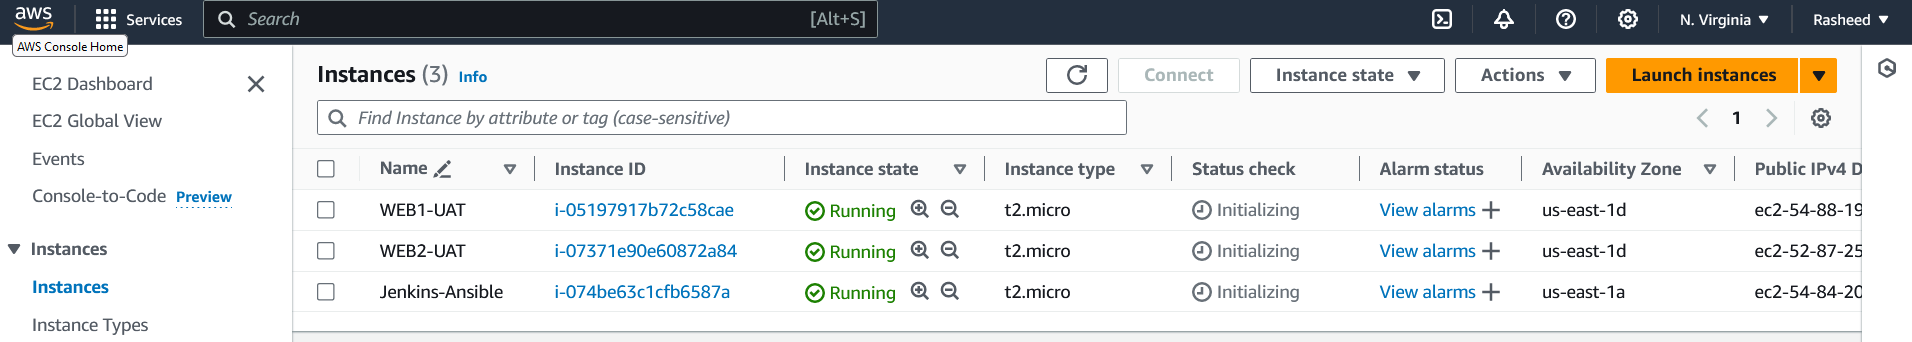 aws Services Search [Alt+S] N. Virginia Rasheed
AWS Console Home
EC2 Dashboard
EC2 Global View
Events
Console-to-Code Preview
Instances
Instances
Instance Types
Instances (3) Info Connect Instance state Actions Launch instances
Find Instance by attribute or tag (case-sensitive) 1
Name Instance ID Instance state Instance type Status check Alarm status Availability Zone Public IPv4 D
WEB1-UAT i-05197917b72c58cae Running t2.micro Initializing View alarms + us-east-1d ec2-54-88-19
WEB2-UAT i-07371e90e60872a84 Running t2.micro Initializing View alarms + us-east-1d ec2-52-87-25
Jenkins-Ansible i-074be63c1cfb6587a Running t2.micro Initializing View alarms + us-east-1a ec2-54-84-20